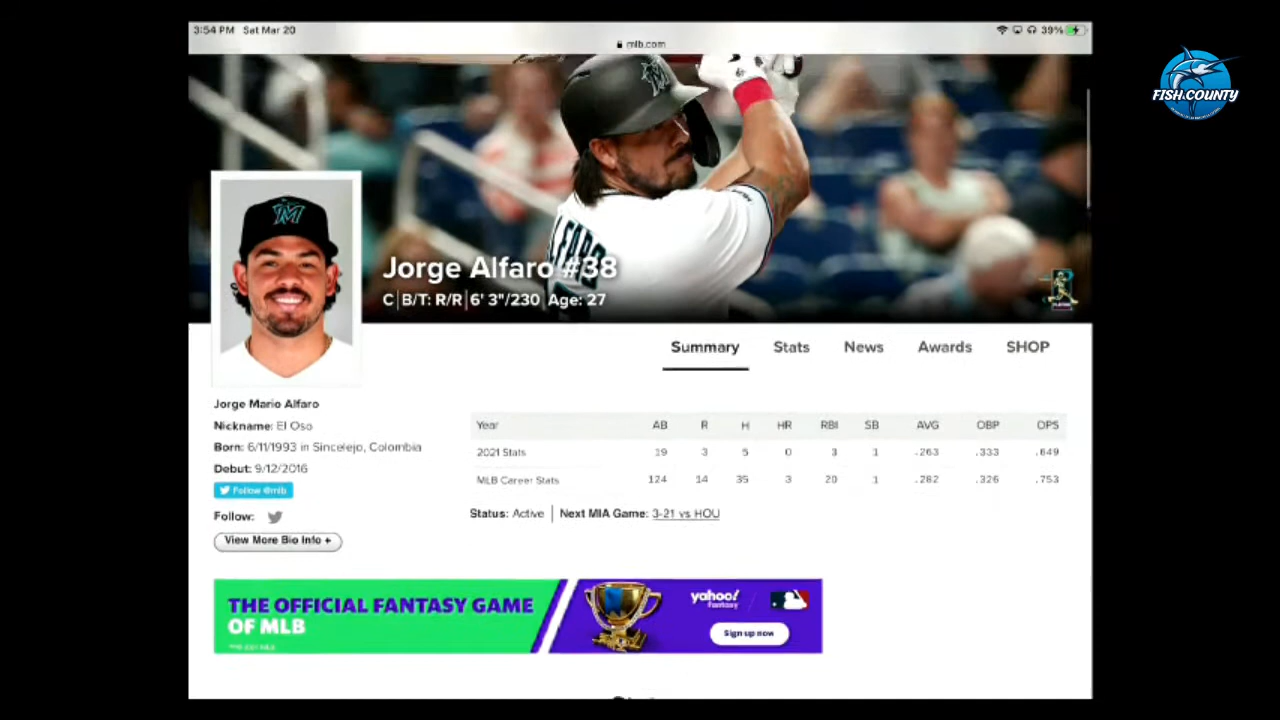 3:54 PM Sat Mar 20
mlb.com
39%
FISH COUNTY
Jorge Alfaro #38
C | B/T: R/R | 6' 3"/230 | Age: 27
Summary Stats News Awards SHOP
Jorge Mario Alfaro
Nickname: El Oso
Born: 6/11/1993 in Sincelejo, Colombia
Debut: 9/12/2016
Follow @mlb
Follow:
View More Bio Info +
Year AB R H HR RBI SB AVG OBP OPS
2021 Stats 19 3 5 0 3 1 .263 .333 .649
MLB Career Stats 124 14 35 3 20 1 .282 .326 .753
Status: Active | Next MIA Game: 3-21 vs HOU
THE OFFICIAL FANTASY GAME
OF MLB
yahoo!
fantasy
Sign up now